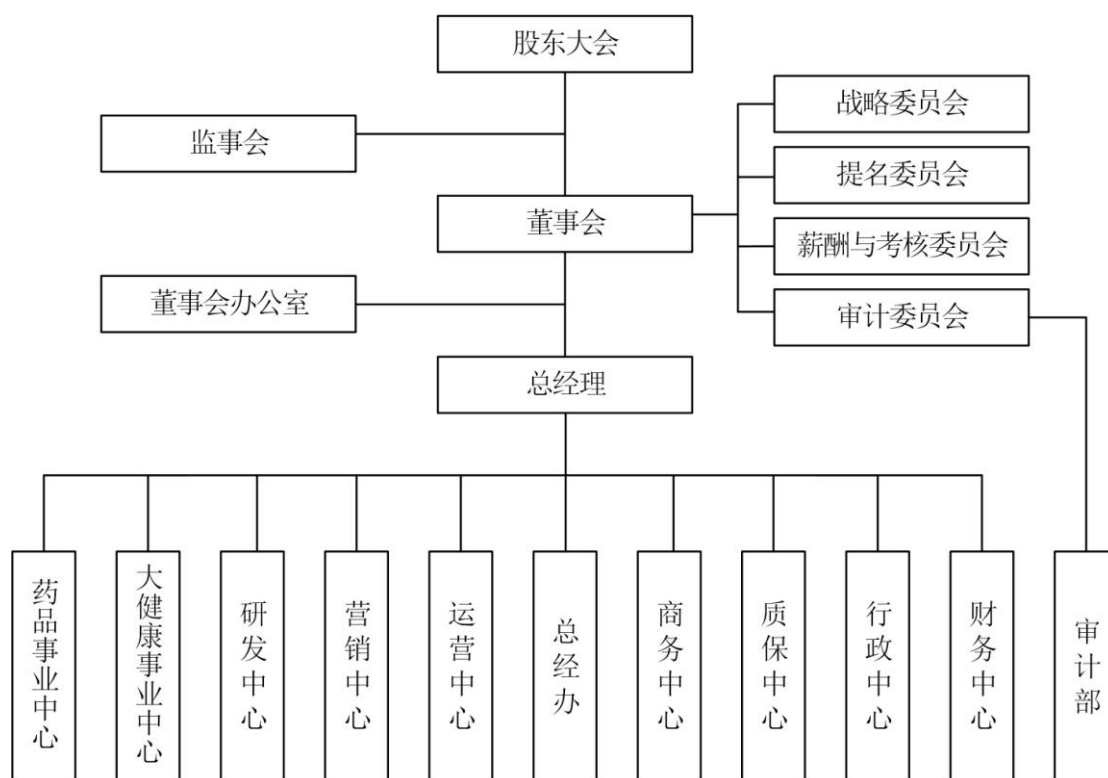 股东大会
战略委员会
监事会
提名委员会
董事会
薪酬与考核委员会
董事会办公室
审计委员会
总经理
药品事业中心
大健康事业中心
研发中心
营销中心
运营中心
总经办
商务中心
质保中心
行政中心
财务中心
审计部